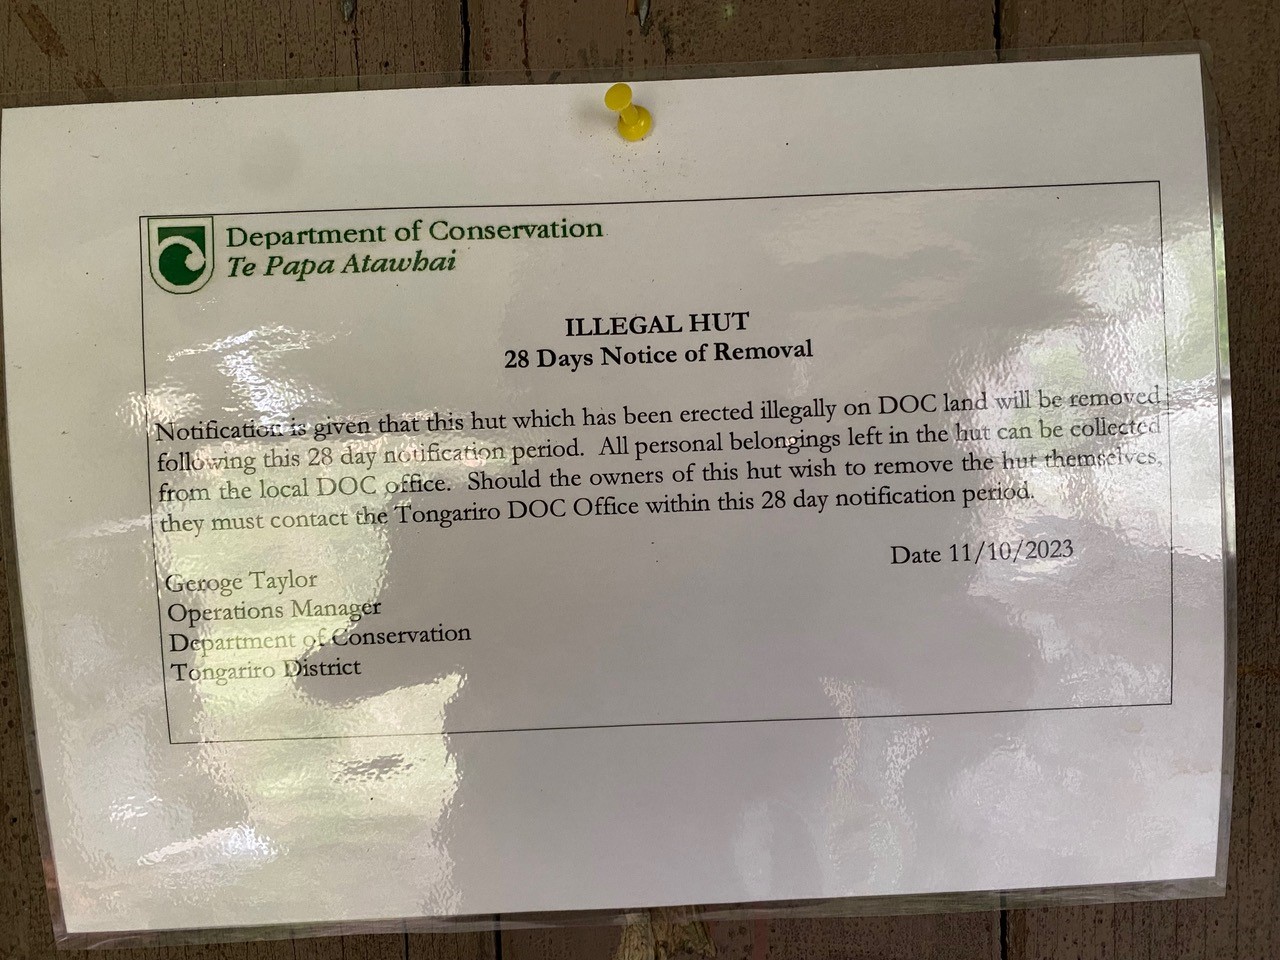 Department of Conservation
Te Papa Atawhai
ILLEGAL HUT
28 Days Notice of Removal
Notification is given that this hut which has been erected illegally on DOC land will be removed
following this 28 day notification period. All personal belongings left in the hut can be collected
from the local DOC office. Should the owners of this hut wish to remove the hut themselves,
they must contact the Tongariro DOC Office within this 28 day notification period.
Date 11/10/2023
Geroge Taylor
Operations Manager
Department of Conservation
Tongariro District